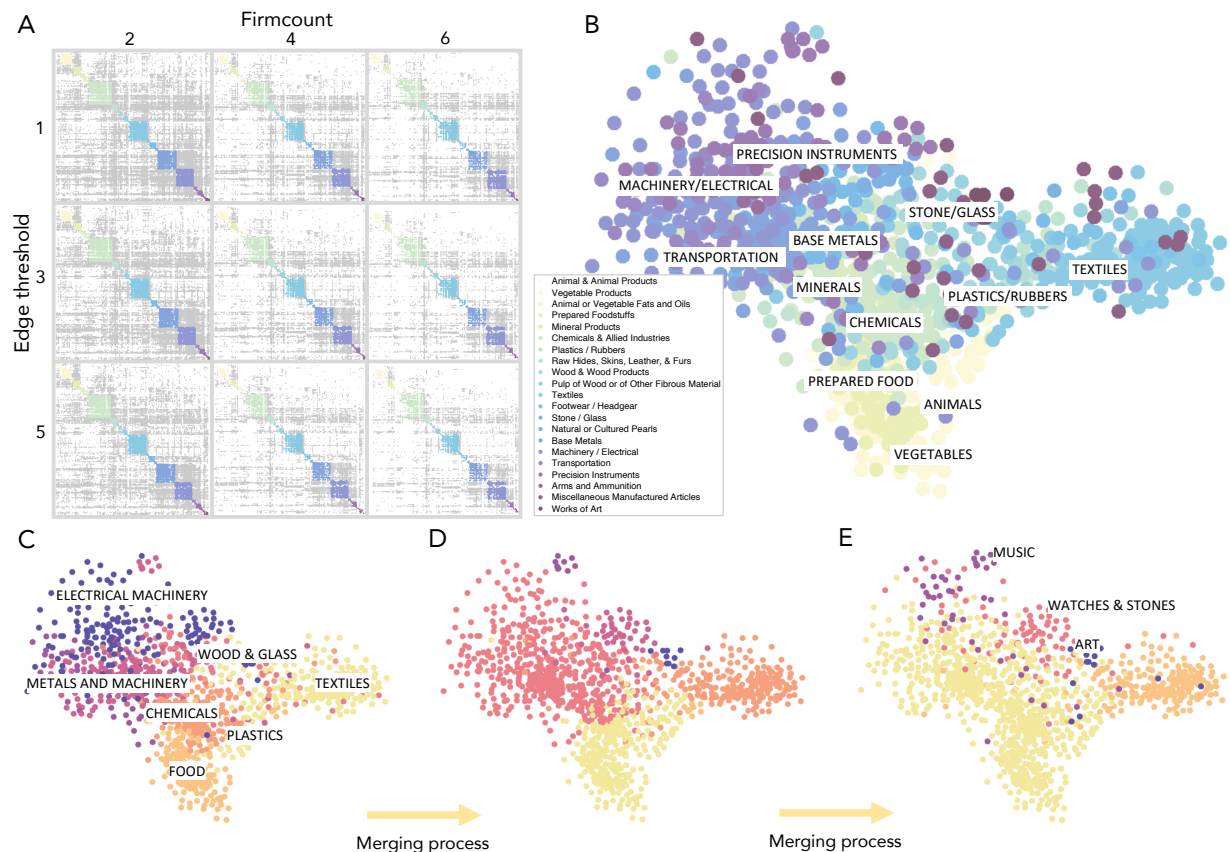 A
Firmcount
2
4
6
Edge threshold
1
3
5
B
PRECISION INSTRUMENTS
MACHINERY/ELECTRICAL
STONE/GLASS
BASE METALS
TRANSPORTATION
TEXTILES
MINERALS
PLASTICS/RUBBERS
CHEMICALS
PREPARED FOOD
ANIMALS
VEGETABLES
Animal & Animal Products
Vegetable Products
Animal or Vegetable Fats and Oils
Prepared Foodstuffs
Mineral Products
Chemicals & Allied Industries
Plastics / Rubbers
Raw Hides, Skins, Leather, & Furs
Wood & Wood Products
Pulp of Wood or of Other Fibrous Material
Textiles
Footwear / Headgear
Stone / Glass
Natural or Cultured Pearls
Base Metals
Machinery / Electrical
Transportation
Precision Instruments
Arms and Ammunition
Miscellaneous Manufactured Articles
Works of Art
C
ELECTRICAL MACHINERY
WOOD & GLASS
METALS AND MACHINERY
TEXTILES
CHEMICALS
PLASTICS
FOOD
Merging process
D
Merging process
E
MUSIC
WATCHES & STONES
ART